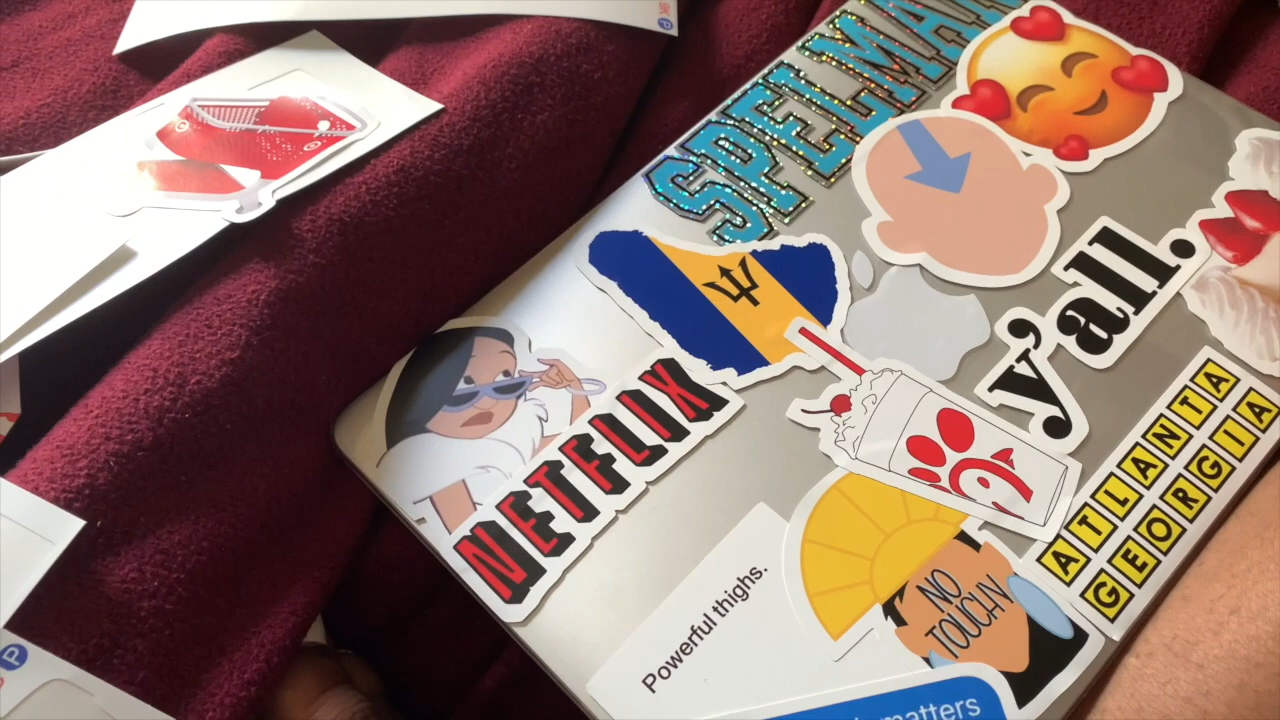 SPELMAN
y'all.
NETFLIX
ATLANTA
GEORGIA
NO
TOUCHY
Powerful thighs.
matters
P
P